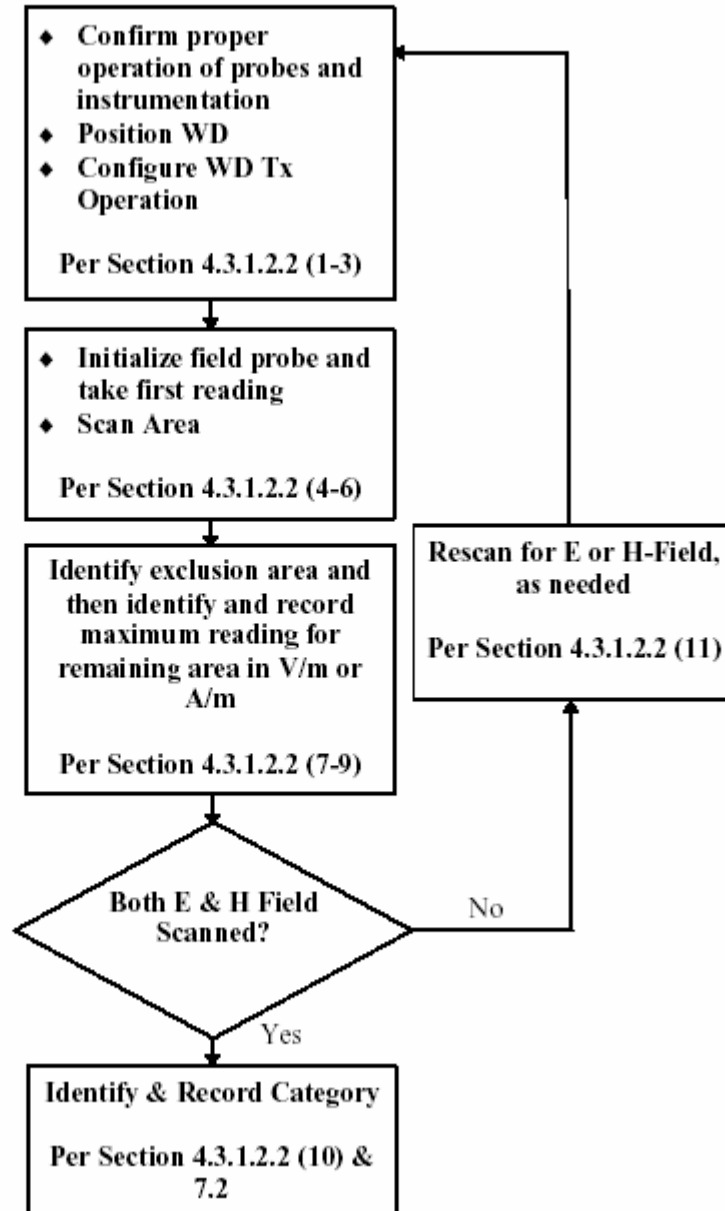 ◆ Confirm proper
operation of probes and
instrumentation
◆ Position WD
◆ Configure WD Tx
Operation
Per Section 4.3.1.2.2 (1-3)
◆ Initialize field probe and
take first reading
◆ Scan Area
Per Section 4.3.1.2.2 (4-6)
Identify exclusion area and
then identify and record
maximum reading for
remaining area in V/m or
A/m
Per Section 4.3.1.2.2 (7-9)
Rescan for E or H-Field,
as needed
Per Section 4.3.1.2.2 (11)
Both E & H Field
Scanned?
No
Yes
Identify & Record Category
Per Section 4.3.1.2.2 (10) &
7.2